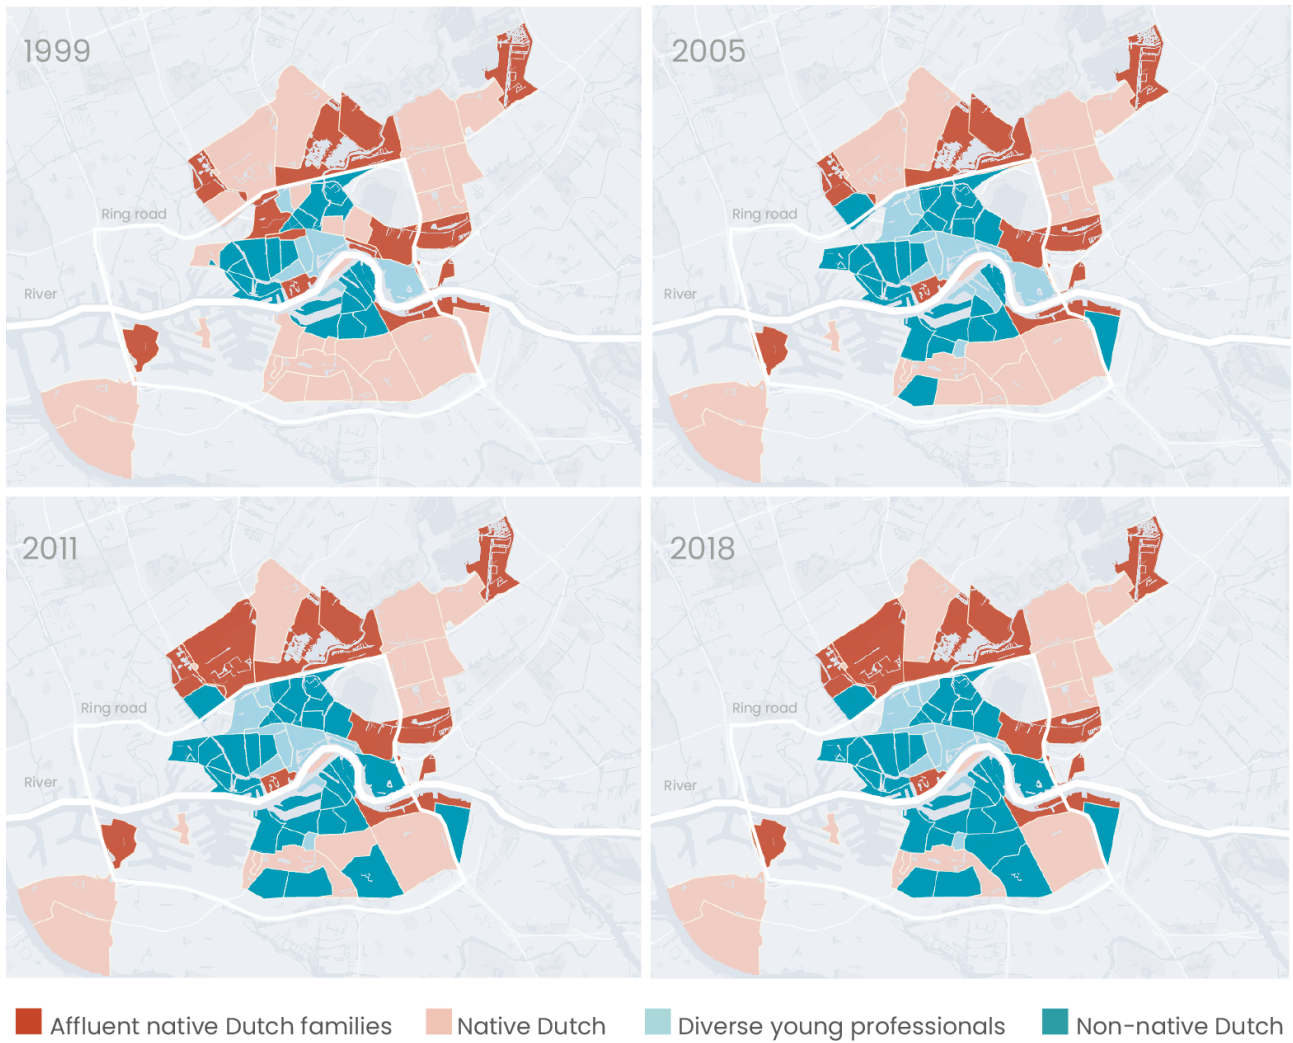 1999
Ring road
River
2005
Ring road
River
2011
Ring road
River
2018
Ring road
River
Affluent native Dutch families
Native Dutch
Diverse young professionals
Non-native Dutch